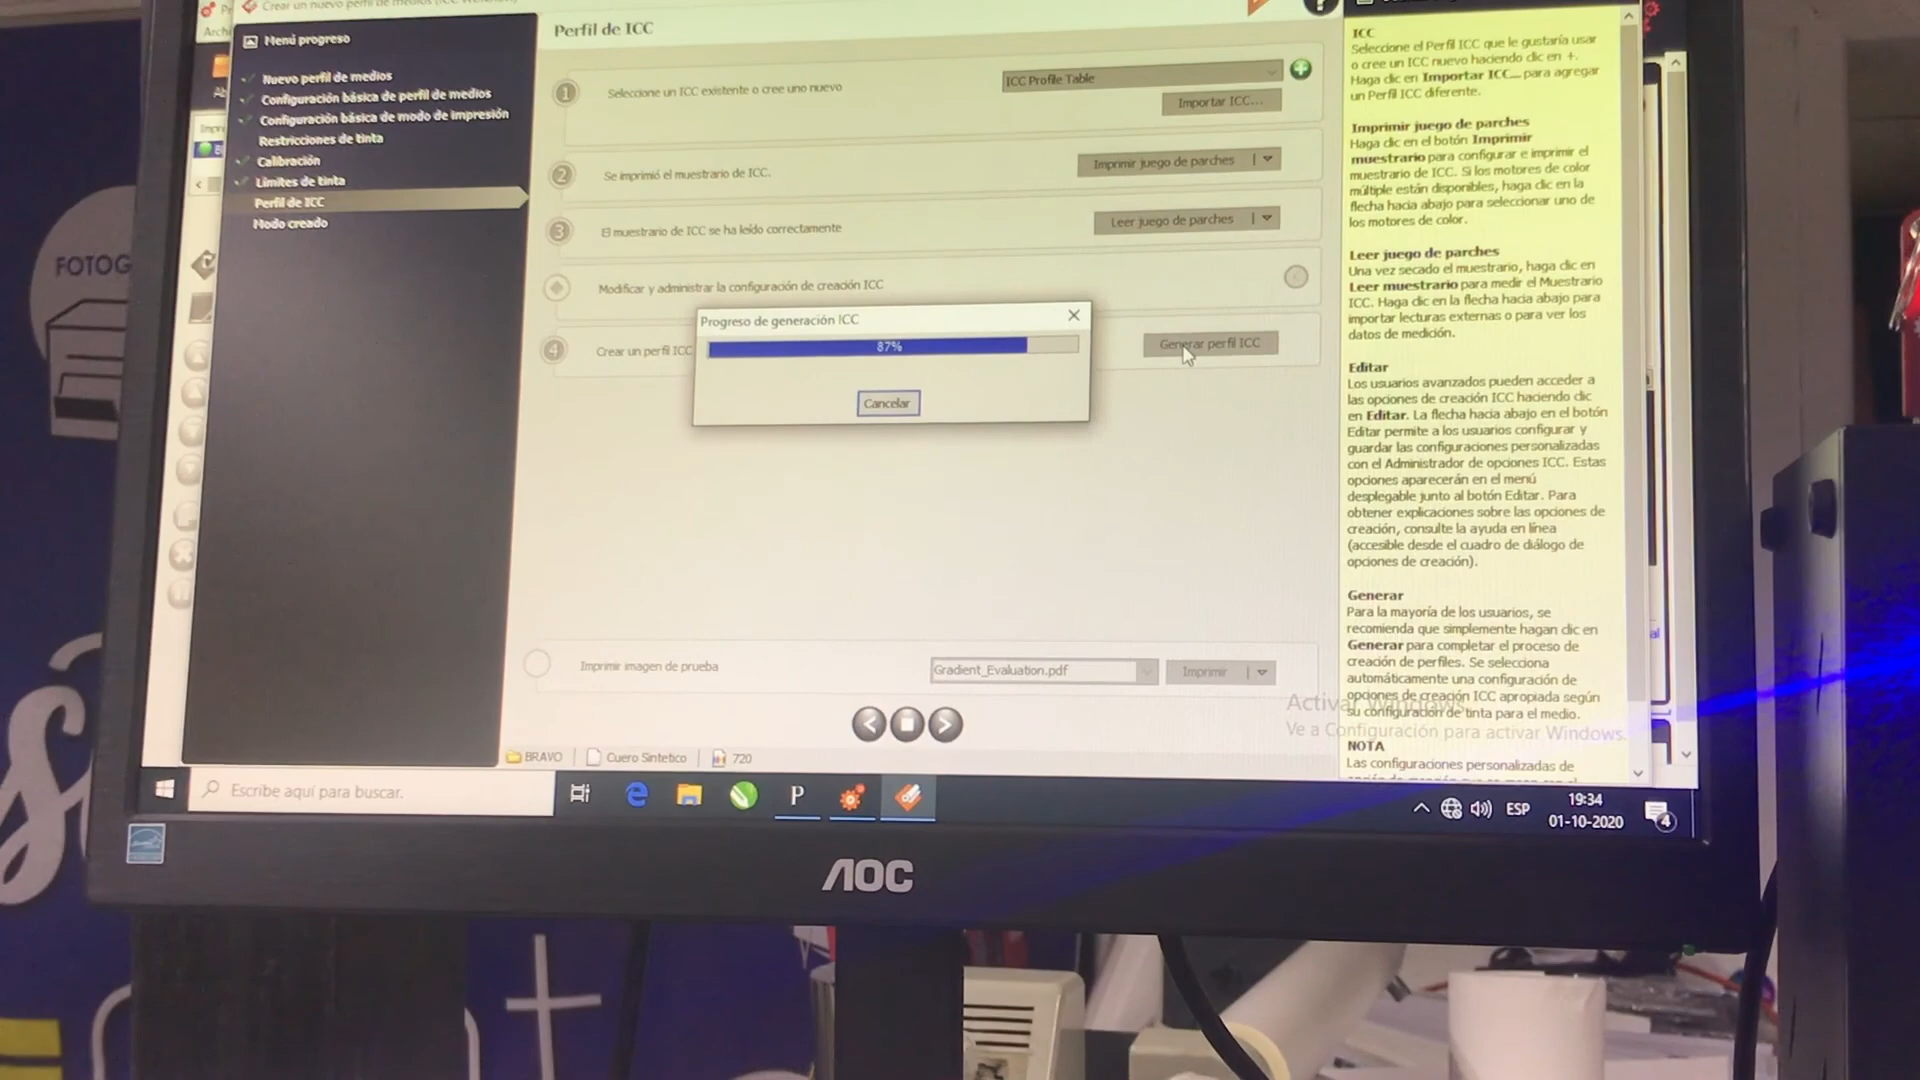 Crear un nuevo perfil de medios
Menú progreso
Nuevo perfil de medios
Configuración básica de perfil de medios
Configuración básica de modo de impresión
Restricciones de tinta
Calibración
Límites de tinta
Perfil de ICC
Modo creado
Perfil de ICC
1
Seleccione un ICC existente o cree uno nuevo
ICC Profile Table
Importar ICC...
2
Se imprimió el muestrario de ICC.
Imprimir juego de parches
3
El muestrario de ICC se ha leído correctamente
Leer juego de parches
Modificar y administrar la configuración de creación ICC
4
Crear un perfil ICC
Generar perfil ICC
Progreso de generación ICC
87%
Cancelar
Imprimir imagen de prueba
Gradient_Evaluation.pdf
Imprimir
BRAVO
Cuero Sintetico
720
ICC
Seleccione el Perfil ICC que le gustaría usar
o cree un ICC nuevo haciendo clic en +.
Haga clic en Importar ICC... para agregar
un Perfil ICC diferente.
Imprimir juego de parches
Haga clic en el botón Imprimir
muestrario para configurar e imprimir el
muestrario de ICC. Si los motores de color
múltiple están disponibles, haga clic en la
flecha hacia abajo para seleccionar uno de
los motores de color.
Leer juego de parches
Una vez secado el muestrario, haga clic en
Leer muestrario para medir el Muestrario
ICC. Haga clic en la flecha hacia abajo para
importar lecturas externas o para ver los
datos de medición.
Editar
Los usuarios avanzados pueden acceder a
las opciones de creación ICC haciendo clic
en Editar. La flecha hacia abajo en el botón
Editar permite a los usuarios configurar y
guardar las configuraciones personalizadas
con el Administrador de opciones ICC. Estas
opciones aparecerán en el menú
desplegable junto al botón Editar. Para
obtener explicaciones sobre las opciones de
creación, consulte la ayuda en línea
(accesible desde el cuadro de diálogo de
opciones de creación).
Generar
Para la mayoría de los usuarios, se
recomienda que simplemente hagan clic en
Generar para completar el proceso de
creación de perfiles. Se selecciona
automáticamente una configuración de
opciones de creación ICC apropiada según
su configuración de tinta para el medio.
NOTA
Las configuraciones personalizadas de
Activar Windows
Ve a Configuración para activar Windows.
Escribe aquí para buscar.
P
ESP
19:34
01-10-2020
4
AOC
FOTOG